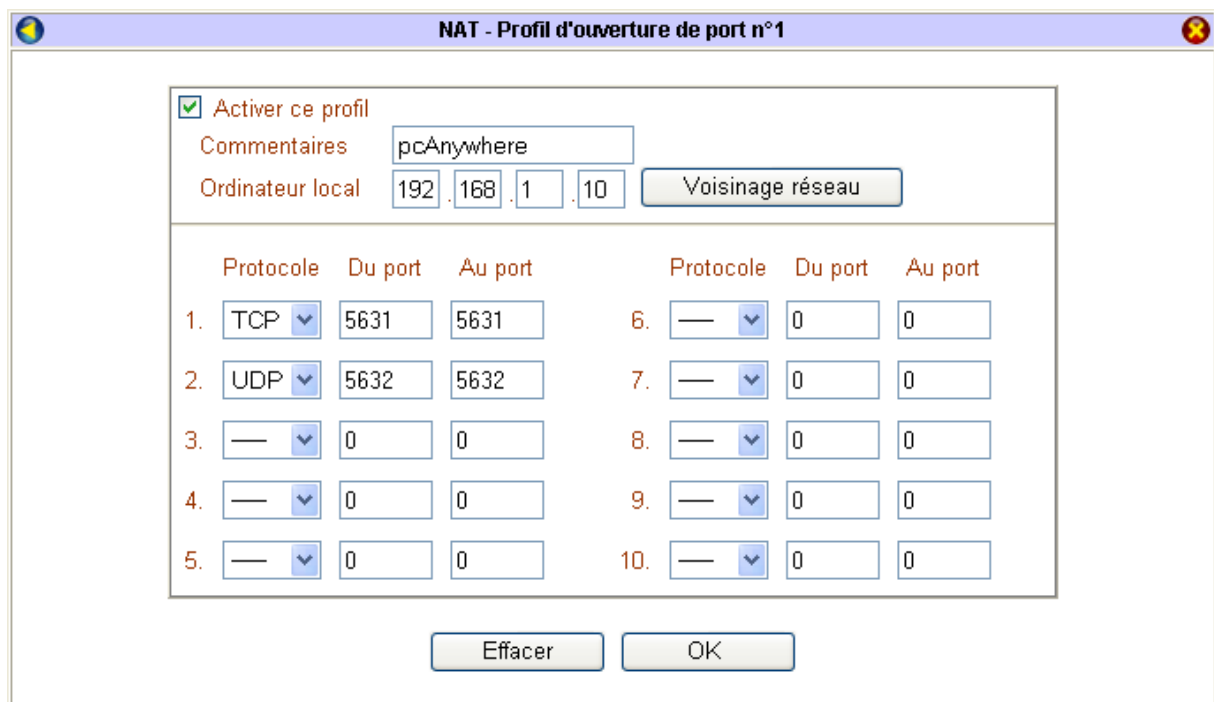 NAT - Profil d'ouverture de port n°1
Activer ce profil
Commentaires pcAnywhere
Ordinateur local 192 .168 .1 .10 Voisinage réseau
Protocole Du port Au port Protocole Du port Au port
1. TCP 5631 5631 6. —— 0 0
2. UDP 5632 5632 7. —— 0 0
3. —— 0 0 8. —— 0 0
4. —— 0 0 9. —— 0 0
5. —— 0 0 10. —— 0 0
Effacer OK